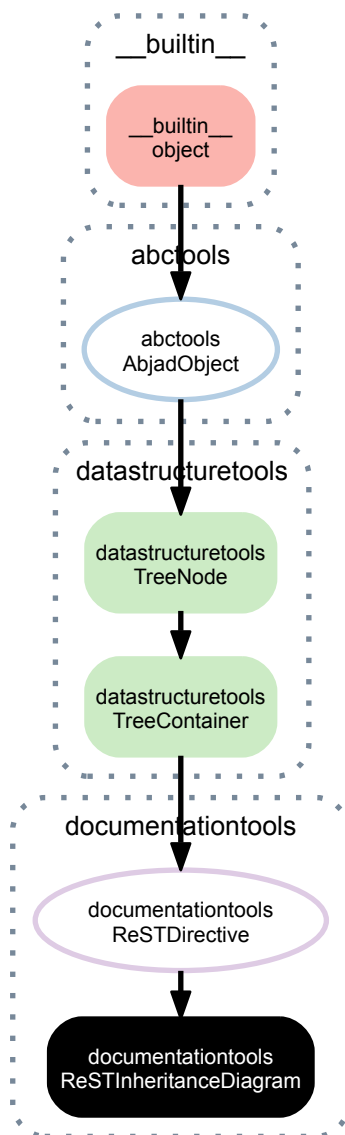 __builtin__
__builtin__
object
abctools
abctools
AbjadObject
datastructuretools
datastructuretools
TreeNode
datastructuretools
TreeContainer
documentationtools
documentationtools
ReSTDirective
documentationtools
ReSTInheritanceDiagram